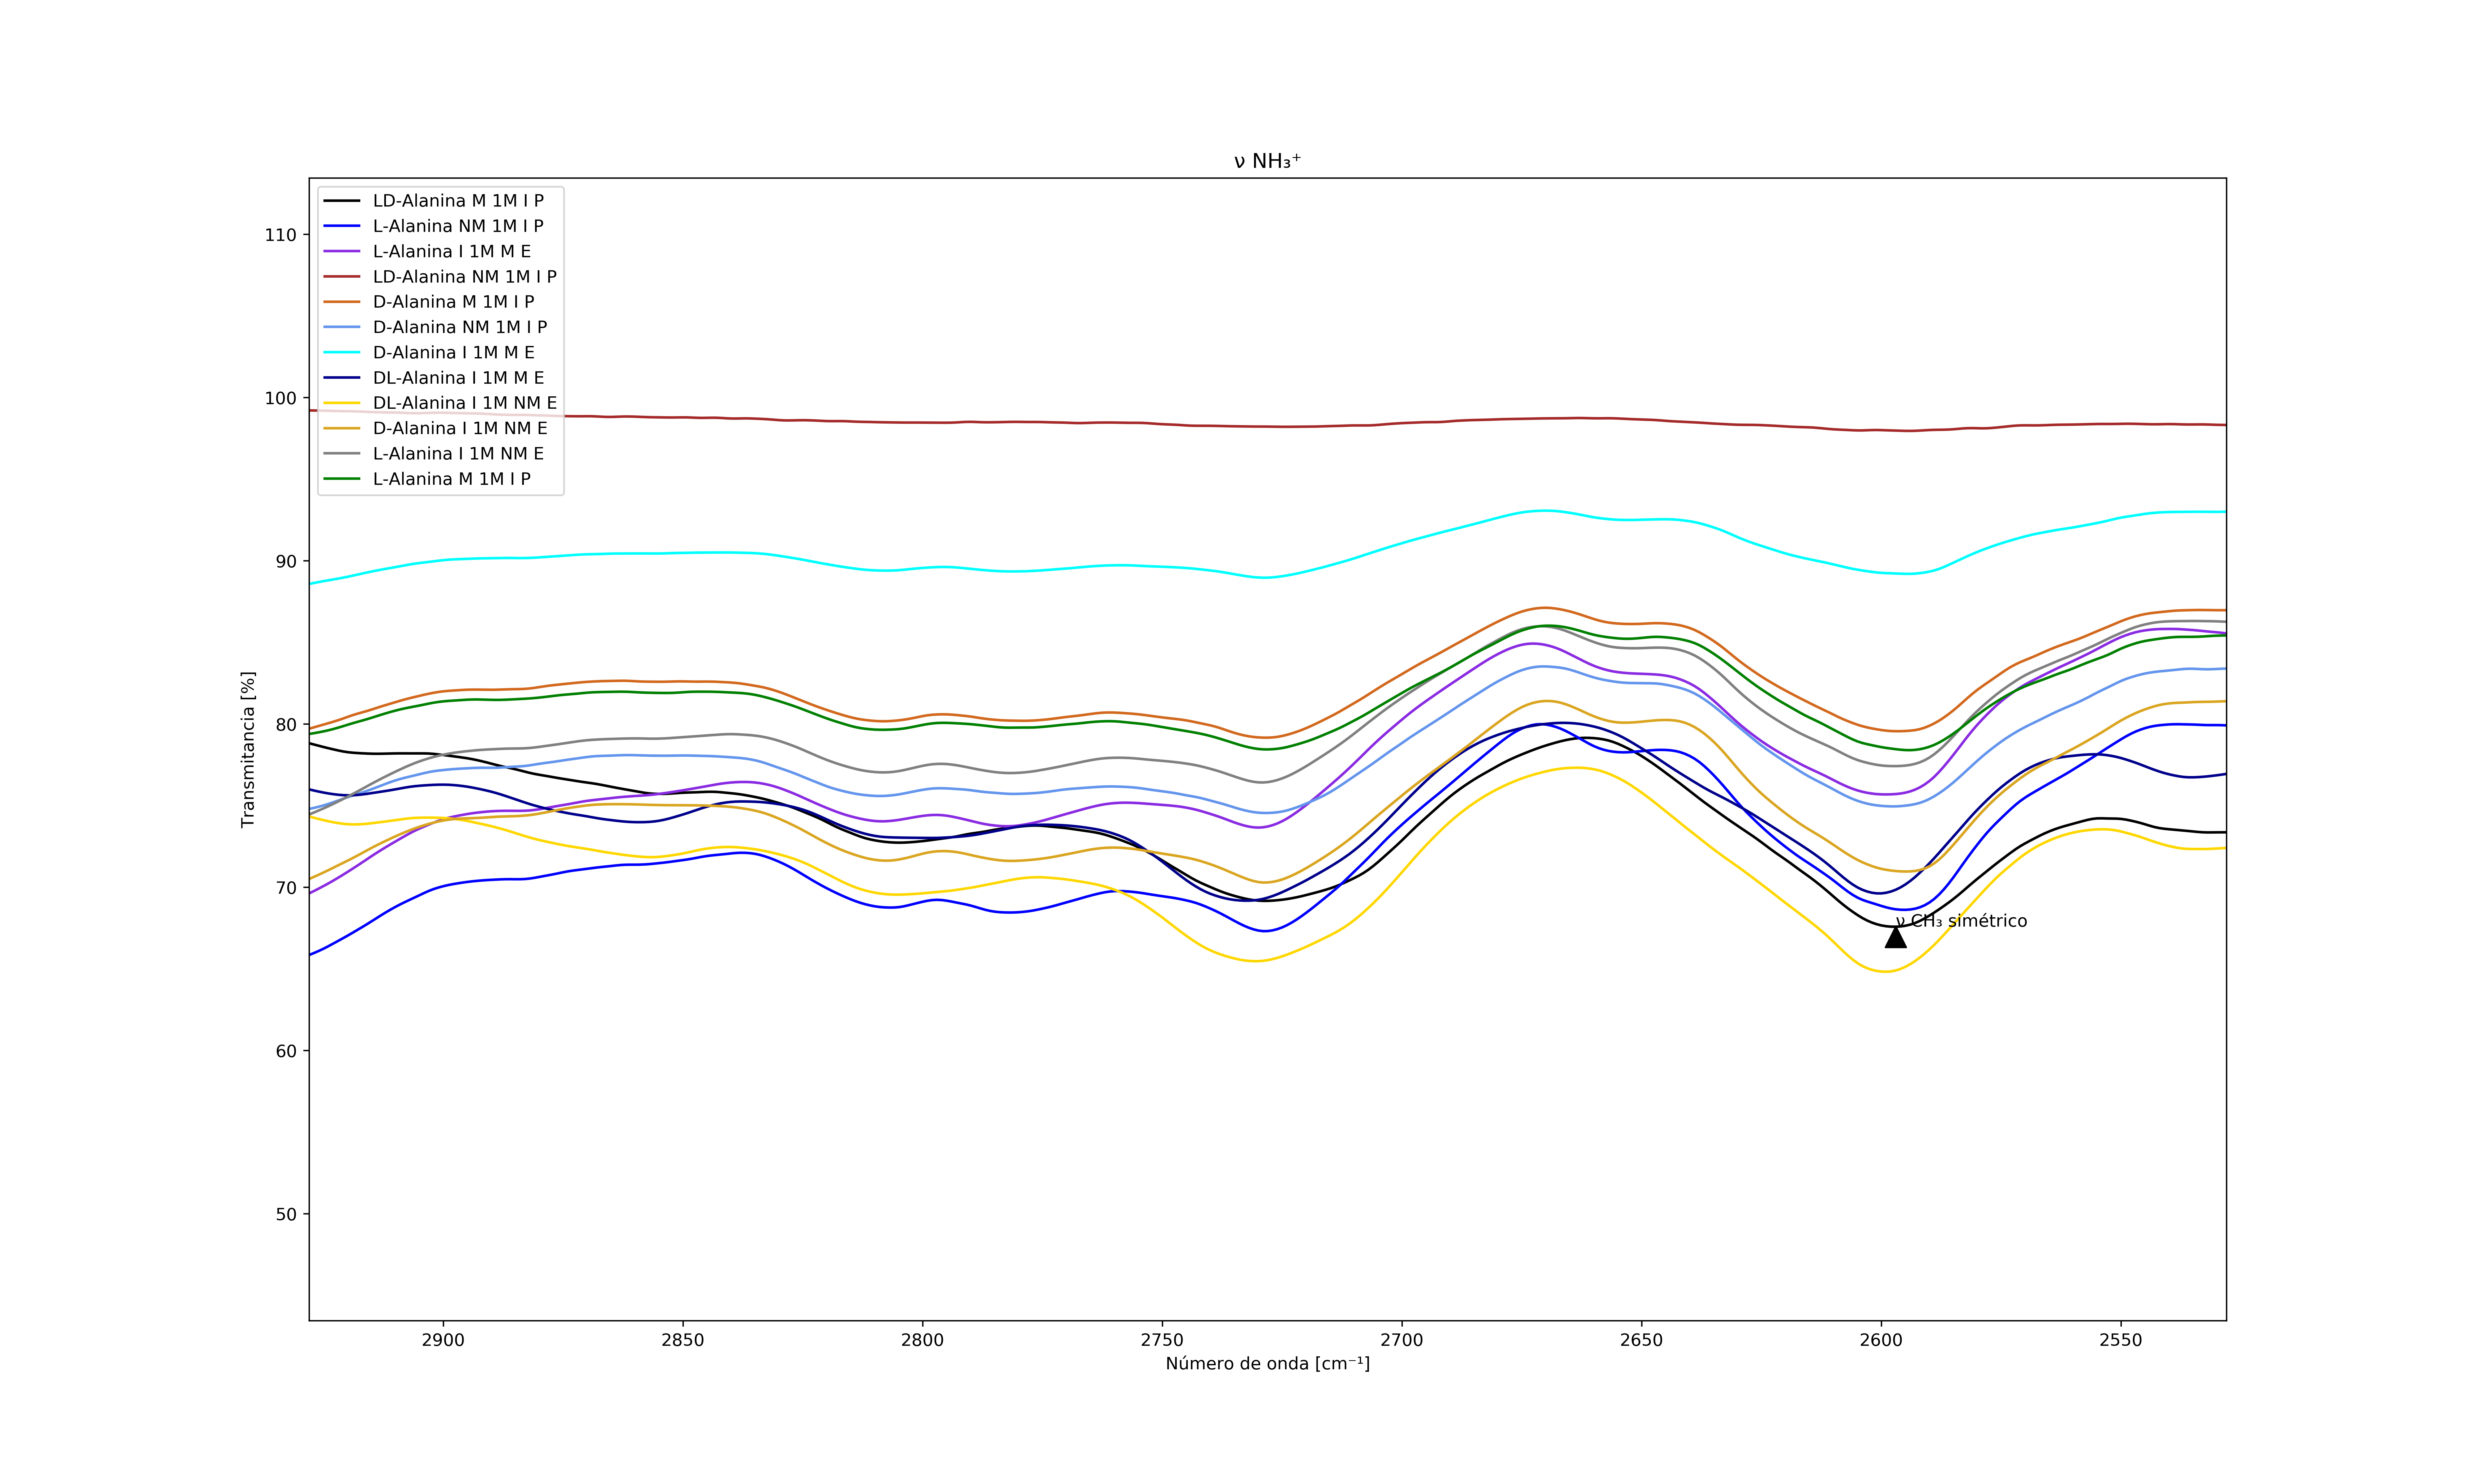 ν NH₃⁺
LD-Alanina M 1M I P
L-Alanina NM 1M I P
L-Alanina I 1M M E
LD-Alanina NM 1M I P
D-Alanina M 1M I P
D-Alanina NM 1M I P
D-Alanina I 1M M E
DL-Alanina I 1M M E
DL-Alanina I 1M NM E
D-Alanina I 1M NM E
L-Alanina I 1M NM E
L-Alanina M 1M I P
110
100
90
80
70
60
50
Transmitancia [%]
ν CH₃ simétrico
2900 2850 2800 2750 2700 2650 2600 2550
Número de onda [cm⁻¹]